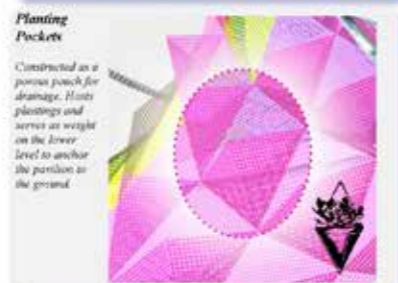 Planting
Pockets
Constructed as a
porous pouch for
drainage. Hosts
plantings and
serves as weight
on the lower
level to anchor
the pavilion to
the ground.